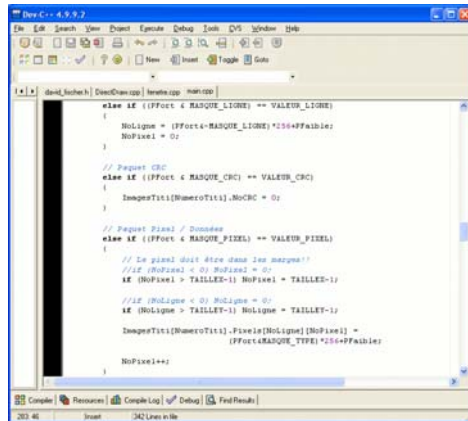 Dev-C++ 4.9.9.2
File Edit Search View Project Execute Debug Tools CVS Window Help
New Insert Toggle Goto
david_fischer.h DirectDraw.cpp fenetre.cpp main.cpp
else if ((PFort & MASQUE_LIGNE) == VALEUR_LIGNE)
{
NoLigne = (PFort&~MASQUE_LIGNE)*256+PFaible;
NoPixel = 0;
}
// Paquet CRC
else if ((PFort & MASQUE_CRC) == VALEUR_CRC)
{
ImagesTiti[NumeroTiti].NoCRC = 0;
}
// Paquet Pixel / Données
else if ((PFort & MASQUE_PIXEL) == VALEUR_PIXEL)
{
// Le pixel doit être dans les marges!!
//if (NoPixel < 0) NoPixel = 0;
if (NoPixel > TAILLEX-1) NoPixel = TAILLEX-1;
//if (NoLigne < 0) NoLigne = 0;
if (NoLigne > TAILLEY-1) NoLigne = TAILLEY-1;
ImagesTiti[NumeroTiti].Pixels[NoLigne][NoPixel] =
(PFort&MASQUE_TYPE)*256+PFaible;
NoPixel++;
}
Compiler Resources Compile Log Debug Find Results
283: 46 Insert 342 Lines in file